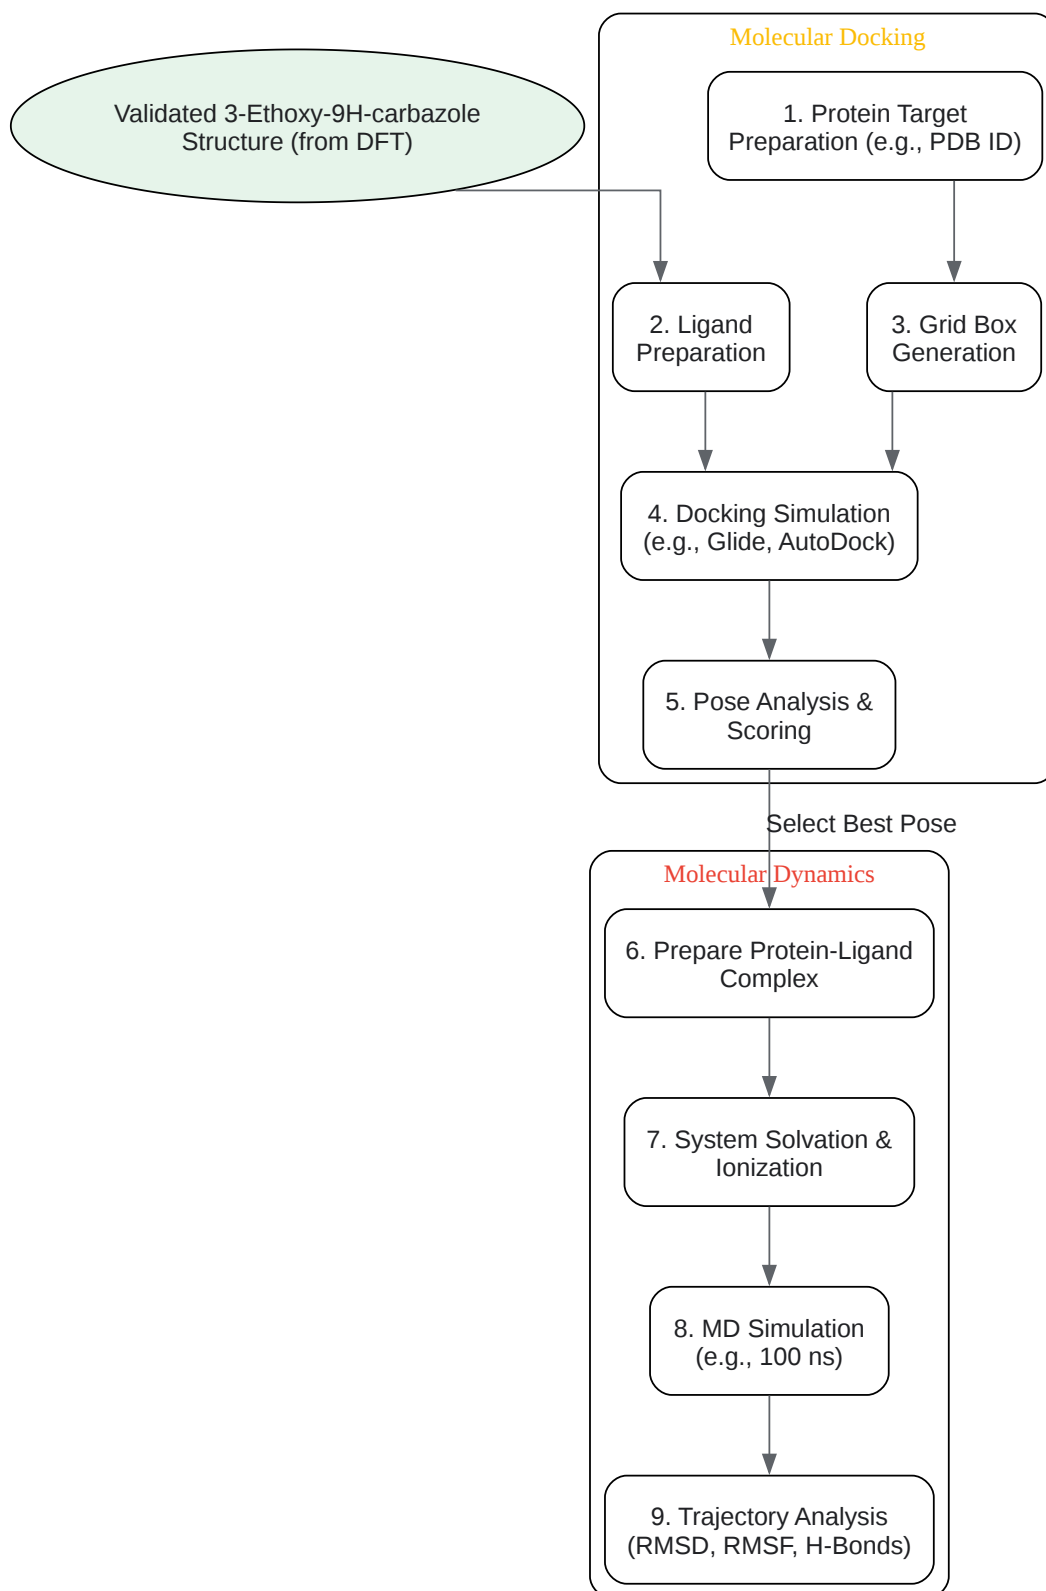 Molecular Docking
Validated 3-Ethoxy-9H-carbazole
Structure (from DFT)
1. Protein Target
Preparation (e.g., PDB ID)
2. Ligand
Preparation
3. Grid Box
Generation
4. Docking Simulation
(e.g., Glide, AutoDock)
5. Pose Analysis &
Scoring
Select Best Pose
Molecular Dynamics
6. Prepare Protein-Ligand
Complex
7. System Solvation &
Ionization
8. MD Simulation
(e.g., 100 ns)
9. Trajectory Analysis
(RMSD, RMSF, H-Bonds)